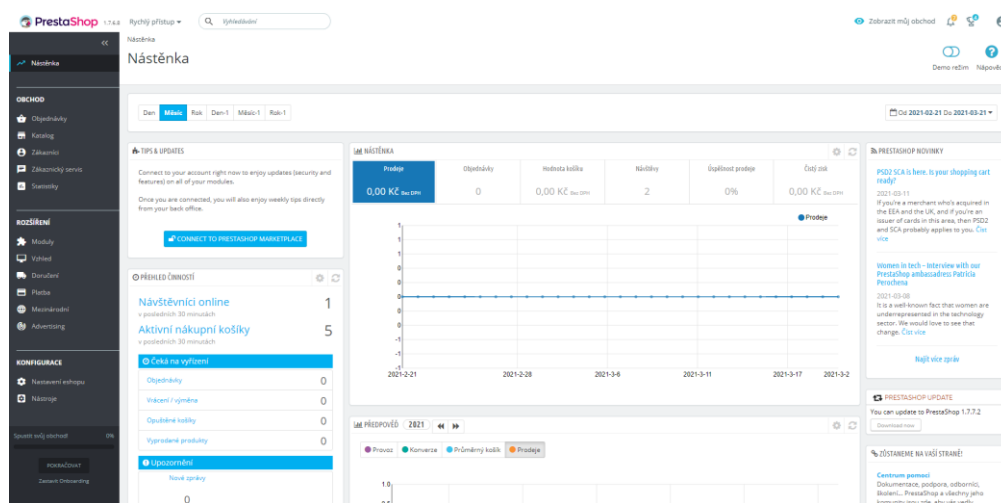 PrestaShop 1.7.6.8
Rychlý přístup
Vyhledávání
Zobrazit můj obchod
Nástěnka
OBCHOD
Objednávky
Katalog
Zákazníci
Zákaznický servis
Statistiky
ROZŠÍŘENÍ
Moduly
Vzhled
Doručení
Platba
Mezinárodní
Advertising
KONFIGURACE
Nastavení eshopu
Nástroje
Spustit svůj obchod! 0%
POKRAČOVAT
Zastavit Onboarding
Nástěnka
Nástěnka
Demo režim
Nápově
Den Měsíc Rok Den-1 Měsíc-1 Rok-1
Od 2021-02-21 Do 2021-03-21
TIPS & UPDATES
Connect to your account right now to enjoy updates (security and
features) on all of your modules.
Once you are connected, you will also enjoy weekly tips directly
from your back office.
CONNECT TO PRESTASHOP MARKETPLACE
PŘEHLED ČINNOSTÍ
Návštěvníci online 1
v posledních 30 minutách
Aktivní nákupní košíky 5
v posledních 30 minutách
Čeká na vyřízení
Objednávky 0
Vrácení / výměna 0
Opuštěné košíky 0
Vyprodané produkty 0
Upozornění
Nové zprávy
0
NÁSTĚNKA
Prodeje Objednávky Hodnota košíku Návštěvy Úspěšnost prodeje Čistý zisk
0,00 Kč Bez DPH 0 0,00 Kč Bez DPH 2 0% 0,00 Kč Bez DPH
Prodeje
1
1
1
0
0
0
0
0
-1
-1
-1
2021-2-21 2021-2-28 2021-3-6 2021-3-11 2021-3-17 2021-3-2
PŘEDPOVĚĎ 2021
Provoz Konverze Průměrný košík Prodeje
1.0
PRESTASHOP NOVINKY
PSD2 SCA is here. Is your shopping cart
ready?
2021-03-11
If you're a merchant who's acquired in
the EEA and the UK, and if you're an
issuer of cards in this area, then PSD2
and SCA probably applies to you. Číst
více
Women in tech – Interview with our
PrestaShop ambassadress Patricia
Perochena
2021-03-08
It is a well-known fact that women are
underrepresented in the technology
sector. We would love to see that
change. Číst více
Najít více zpráv
PRESTASHOP UPDATE
You can update to PrestaShop 1.7.7.2
Download now
ZŮSTANEME NA VAŠÍ STRANĚ!
Centrum pomoci
Dokumentace, podpora, odborníci,
školení... PrestaShop a všechny jeho